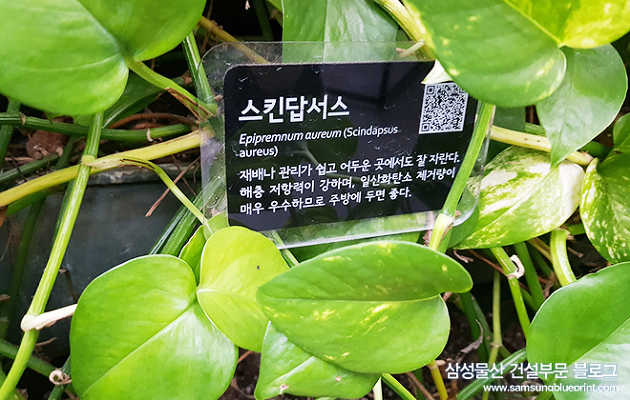 스킨답서스
Epipremnum aureum (Scindapsus
aureus)
재배나 관리가 쉽고 어두운 곳에서도 잘 자란다.
해충 저항력이 강하며, 일산화탄소 제거량이
매우 우수하므로 주방에 두면 좋다.
삼성물산 건설부문 블로그
www.samsungblueprint.com